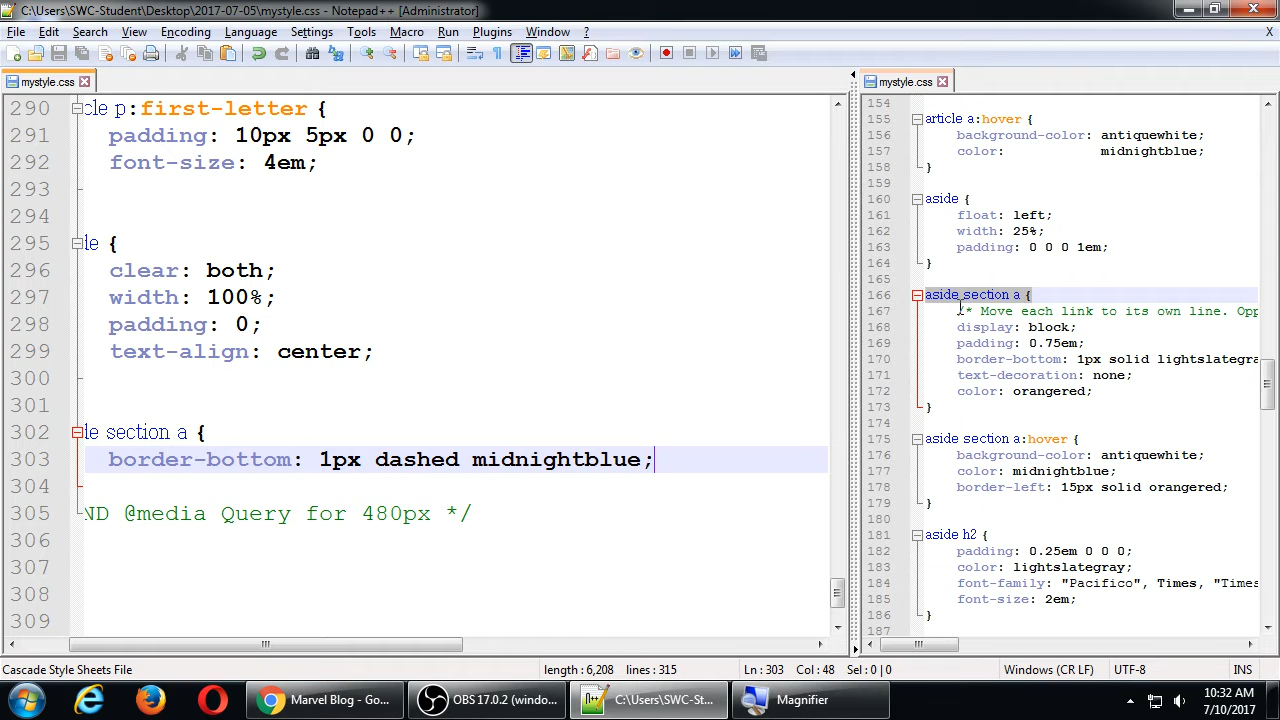 C:\Users\SWC-Student\Desktop\2017-07-05\mystyle.css - Notepad++ [Administrator]
File Edit Search View Encoding Language Settings Tools Macro Run Plugins Window ? X
mystyle.css
290 cle p:first-letter {
291 padding: 10px 5px 0 0;
292 font-size: 4em;
293
294
295 de {
296 clear: both;
297 width: 100%;
298 padding: 0;
299 text-align: center;
300
301
302 de section a {
303 border-bottom: 1px dashed midnightblue;
304
305 ND @media Query for 480px */
306
307
308
309
mystyle.css
154
155 article a:hover {
156 background-color: antiquewhite;
157 color: midnightblue;
158 }
159
160 aside {
161 float: left;
162 width: 25%;
163 padding: 0 0 0 1em;
164 }
165
166 aside section a {
167 /* Move each link to its own line. Opp
168 display: block;
169 padding: 0.75em;
170 border-bottom: 1px solid lightslategra
171 text-decoration: none;
172 color: orangered;
173 }
174
175 aside section a:hover {
176 background-color: antiquewhite;
177 color: midnightblue;
178 border-left: 15px solid orangered;
179 }
180
181 aside h2 {
182 padding: 0.25em 0 0 0;
183 color: lightslategray;
184 font-family: "Pacifico", Times, "Times
185 font-size: 2em;
186 }
187
Cascade Style Sheets File length : 6,208 lines : 315 Ln : 303 Col : 48 Sel : 0 | 0 Windows (CR LF) UTF-8 INS
Marvel Blog - Go... OBS 17.0.2 (windo... C:\Users\SWC-St... Magnifier
10:32 AM
7/10/2017